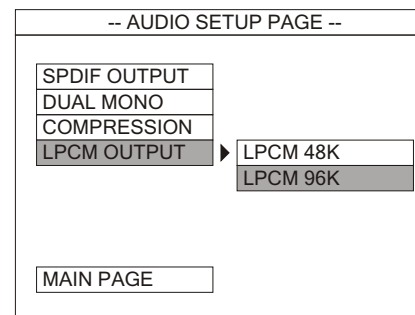 -- AUDIO SETUP PAGE --
SPDIF OUTPUT
DUAL MONO
COMPRESSION
LPCM OUTPUT
LPCM 48K
LPCM 96K
MAIN PAGE